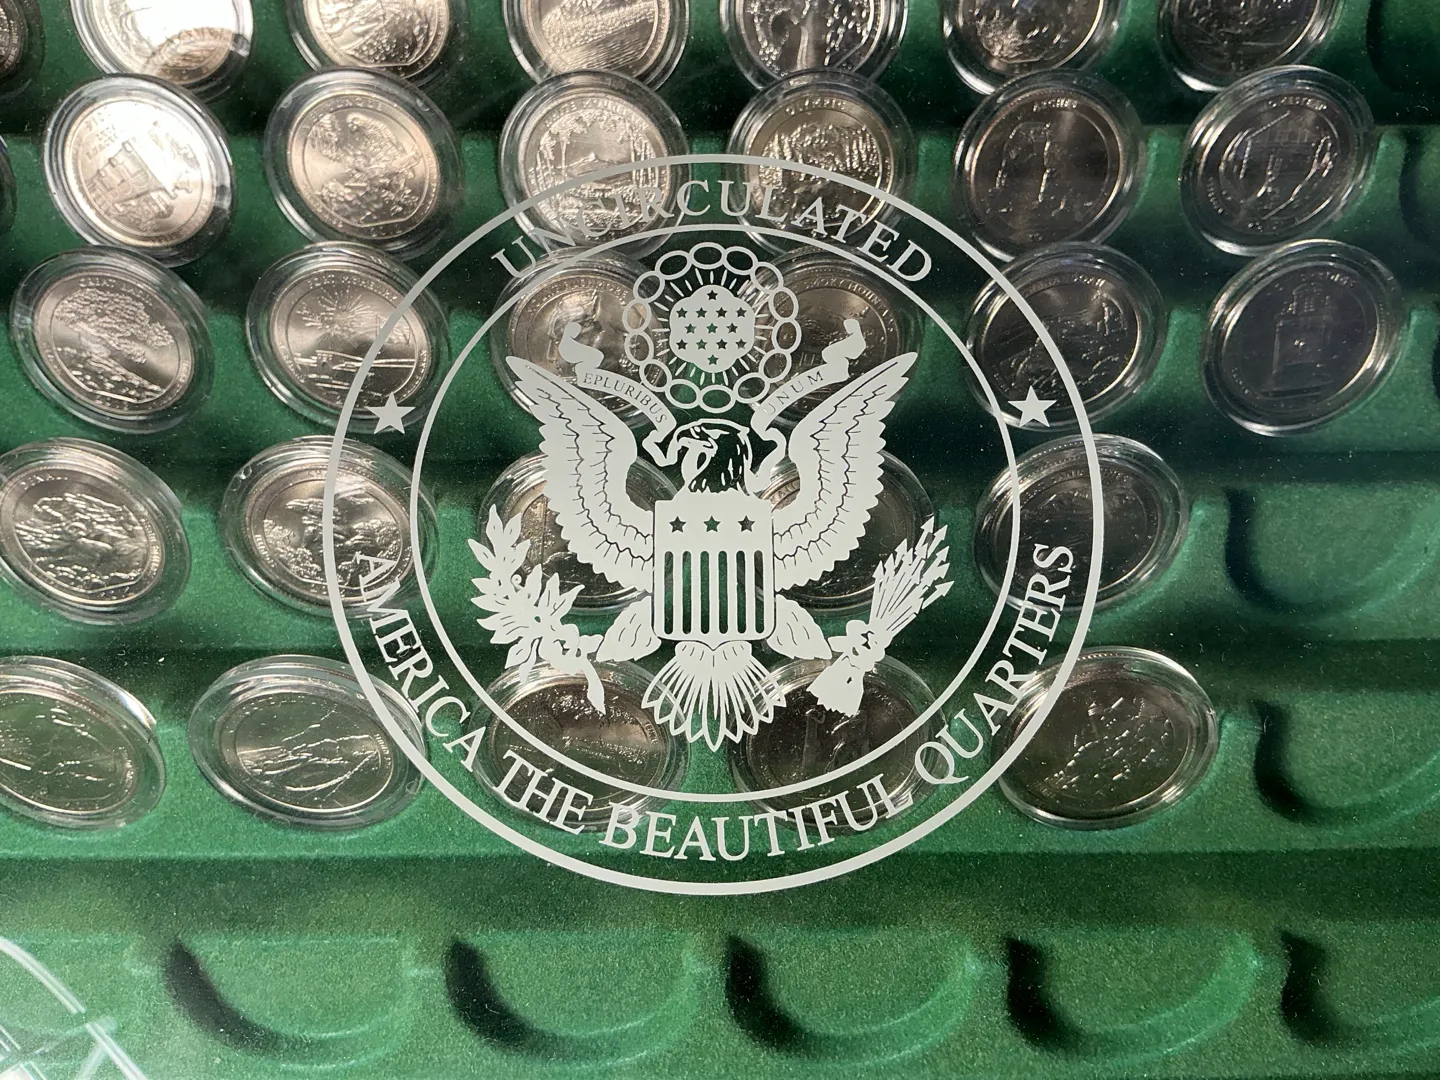 UNCIRCULATED
E PLURIBUS UNUM
AMERICA THE BEAUTIFUL QUARTERS